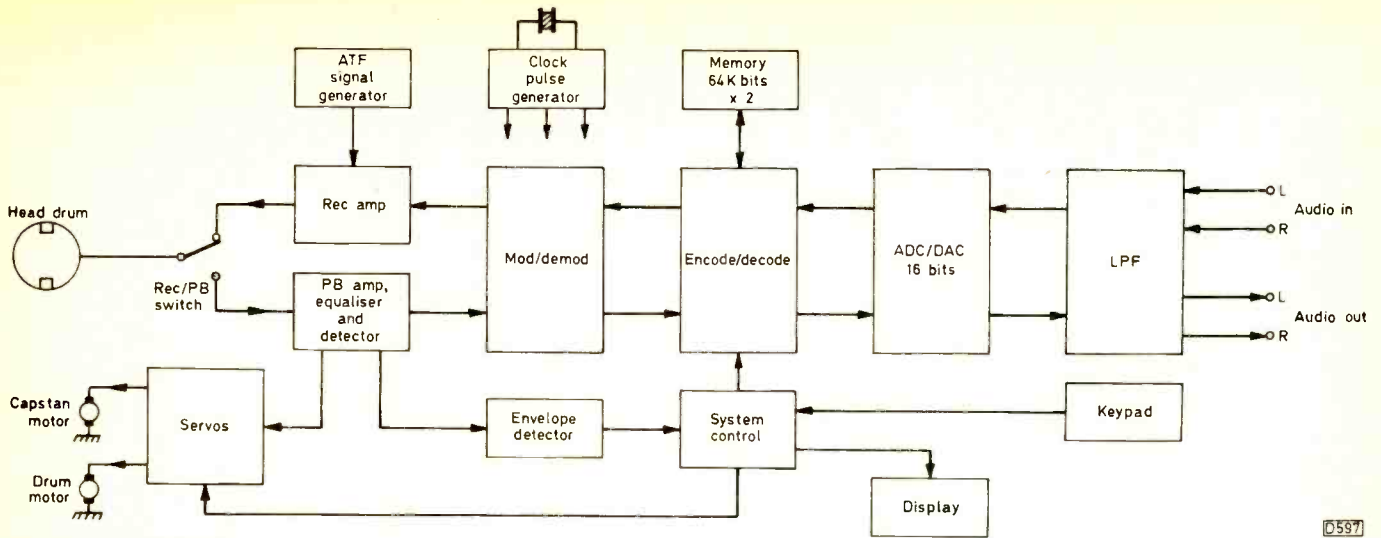 ATF
signal
generator
Clock
pulse
generator
Memory
64K bits
x 2
Head drum
Rec amp
Mod/demod
Encode/decode
ADC/DAC
16 bits
LPF
L
Audio in
R
Rec/PB
switch
PB amp,
equaliser
and
detector
L
Audio out
R
Capstan
motor
Servos
Envelope
detector
System
control
Keypad
Drum
motor
Display
D597